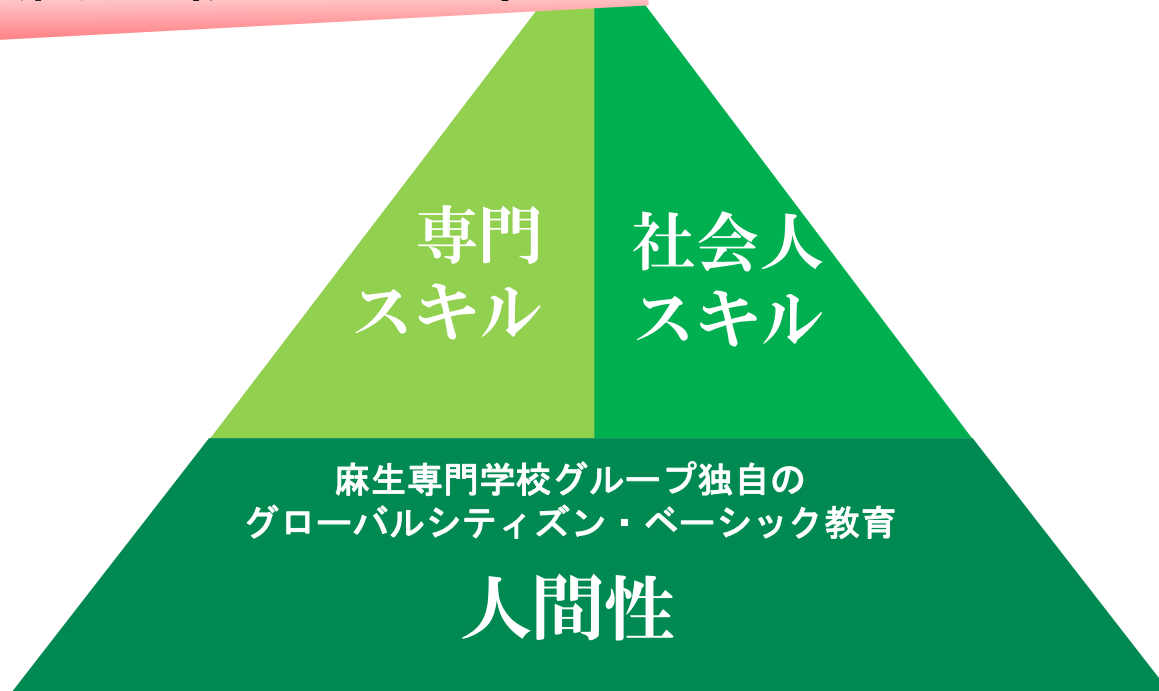 専門
スキル
社会人
スキル
麻生専門学校グループ独自の
グローバルシティズン・ベーシック教育
人間性